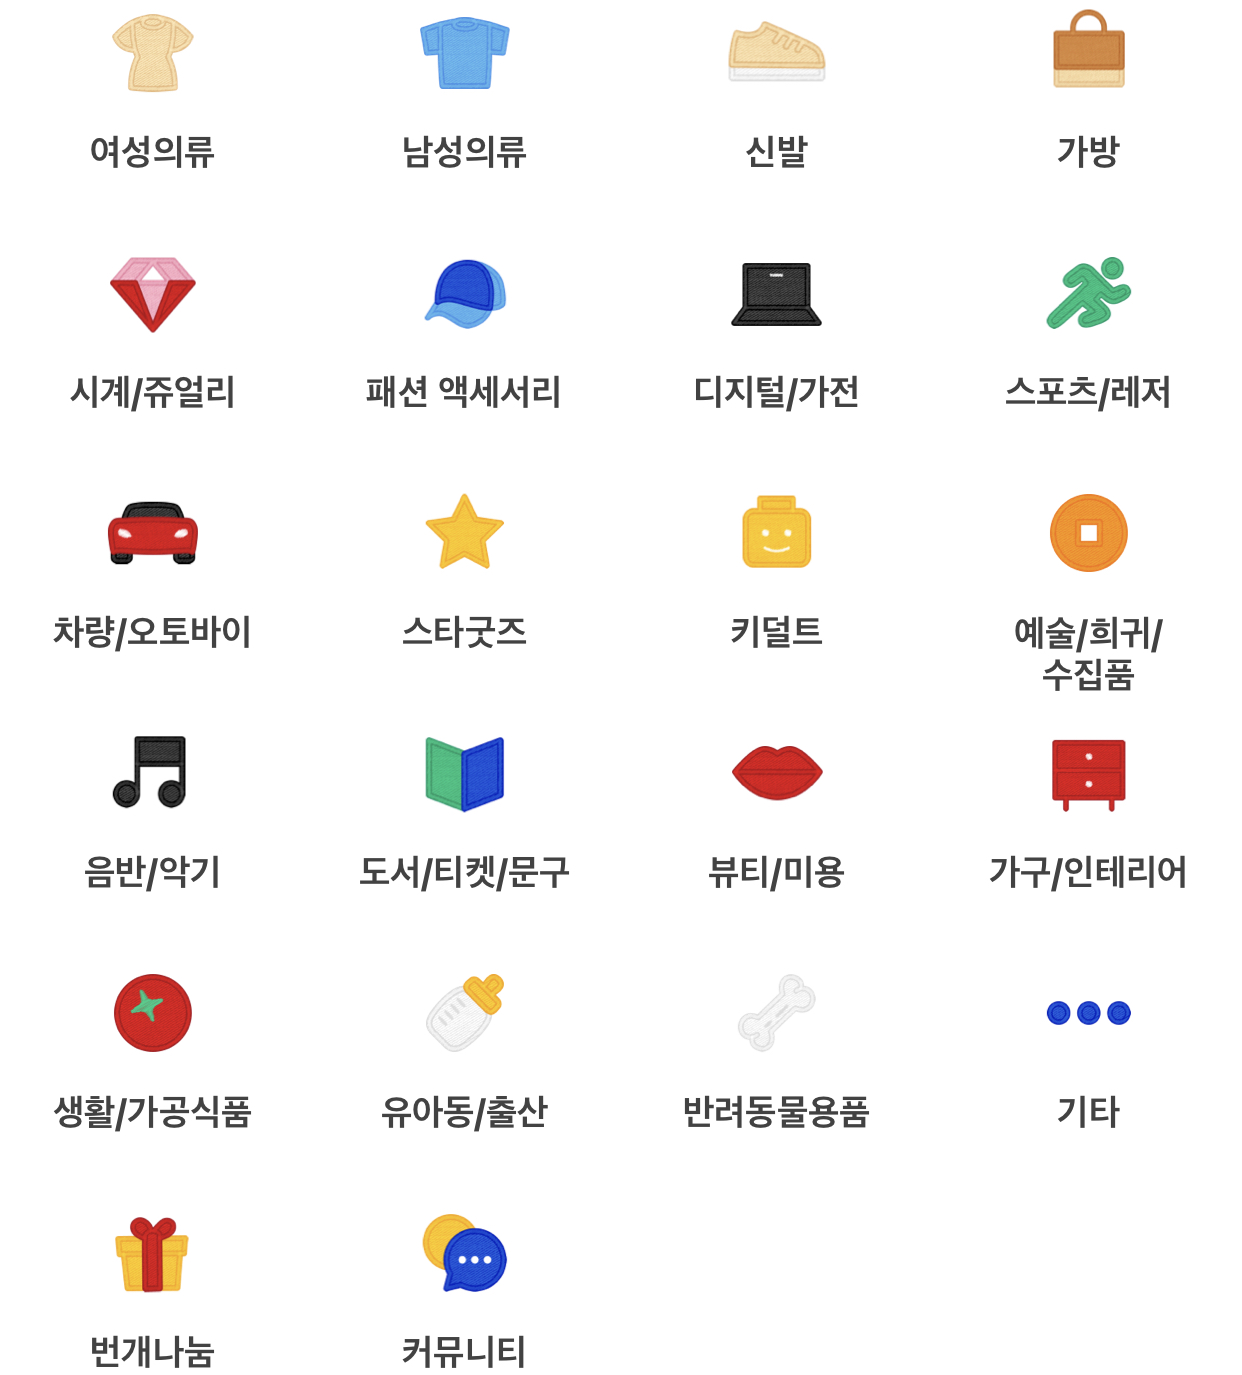 여성의류
남성의류
신발
가방
시계/쥬얼리
패션 액세서리
디지털/가전
스포츠/레저
차량/오토바이
스타굿즈
키덜트
예술/희귀/
수집품
음반/악기
도서/티켓/문구
뷰티/미용
가구/인테리어
생활/가공식품
유아동/출산
반려동물용품
기타
번개나눔
커뮤니티